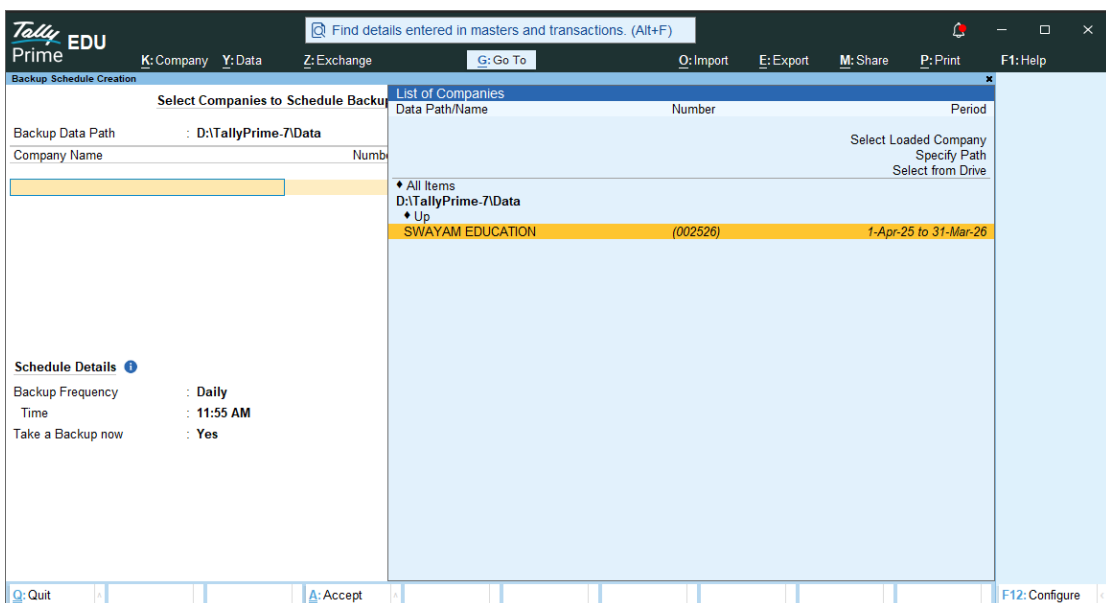 Tally
Prime EDU
Find details entered in masters and transactions. (Alt+F)
K: Company Y: Data Z: Exchange G: Go To O: Import E: Export M: Share P: Print F1: Help
Backup Schedule Creation
Select Companies to Schedule Backup
Backup Data Path : D:\TallyPrime-7\Data
Company Name Numb
List of Companies
Data Path/Name Number Period
Select Loaded Company
Specify Path
Select from Drive
♦ All Items
D:\TallyPrime-7\Data
♦ Up
SWAYAM EDUCATION (002526) 1-Apr-25 to 31-Mar-26
Schedule Details i
Backup Frequency : Daily
Time : 11:55 AM
Take a Backup now : Yes
Q: Quit A: Accept F12: Configure